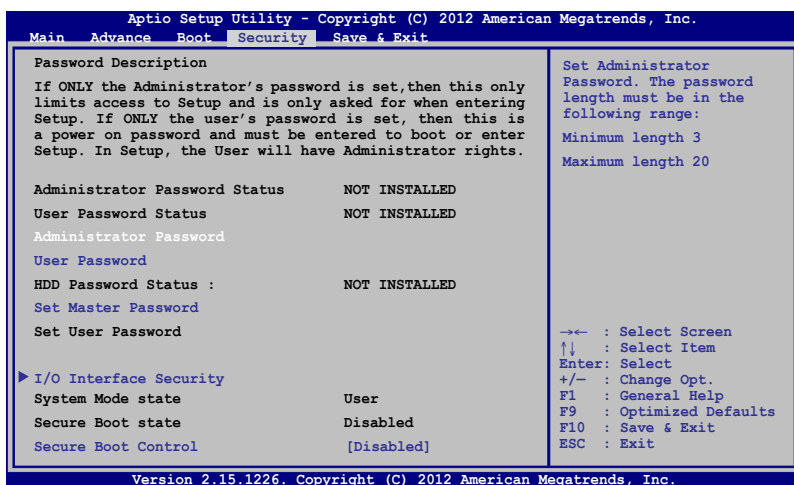 Aptio Setup Utility - Copyright (C) 2012 American Megatrends, Inc.
Main Advance Boot Security Save & Exit
Password Description
If ONLY the Administrator's password is set,then this only
limits access to Setup and is only asked for when entering
Setup. If ONLY the user's password is set, then this is
a power on password and must be entered to boot or enter
Setup. In Setup, the User will have Administrator rights.
Administrator Password Status NOT INSTALLED
User Password Status NOT INSTALLED
Administrator Password
User Password
HDD Password Status : NOT INSTALLED
Set Master Password
Set User Password
I/O Interface Security
System Mode state User
Secure Boot state Disabled
Secure Boot Control [Disabled]
Set Administrator
Password. The password
length must be in the
following range:
Minimum length 3
Maximum length 20
→← : Select Screen
↑↓ : Select Item
Enter: Select
+/— : Change Opt.
F1 : General Help
F9 : Optimized Defaults
F10 : Save & Exit
ESC : Exit
Version 2.15.1226. Copyright (C) 2012 American Megatrends, Inc.